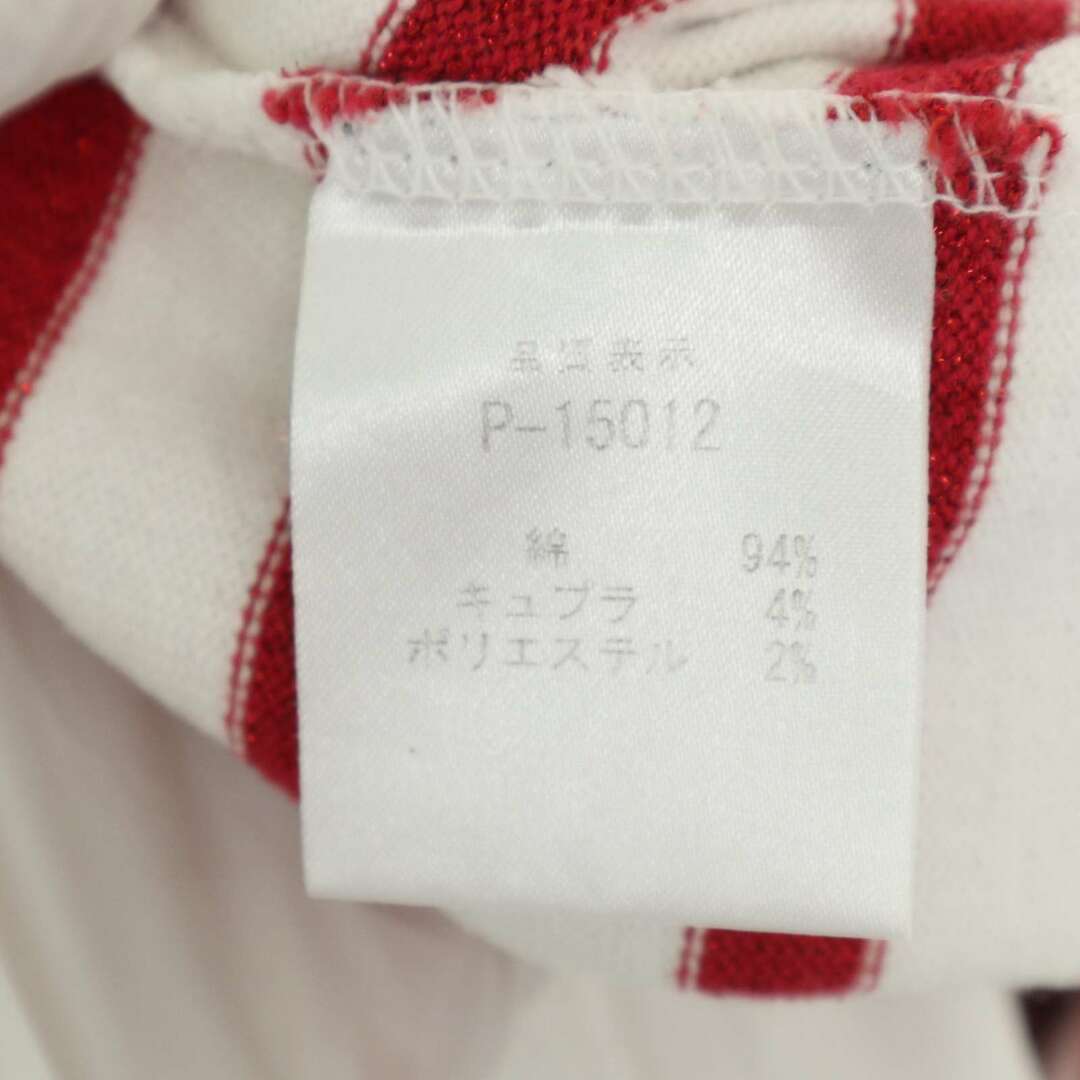 品質表示
P-15012
綿 94%
キュプラ 4%
ポリエステル 2%